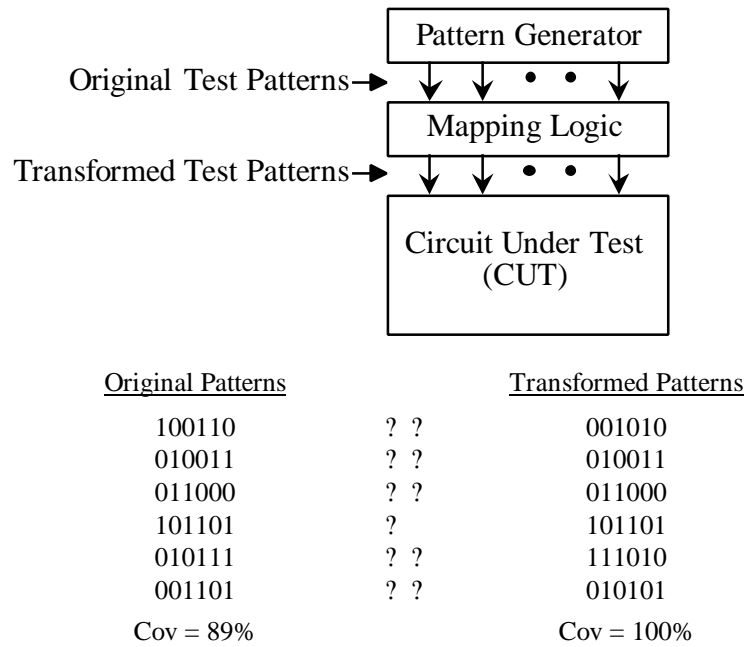 Pattern Generator
Original Test Patterns
Mapping Logic
Transformed Test Patterns
Circuit Under Test
(CUT)
Original Patterns Transformed Patterns
100110 ? ? 001010
010011 ? ? 010011
011000 ? ? 011000
101101 ? 101101
010111 ? ? 111010
001101 ? ? 010101
Cov = 89% Cov = 100%